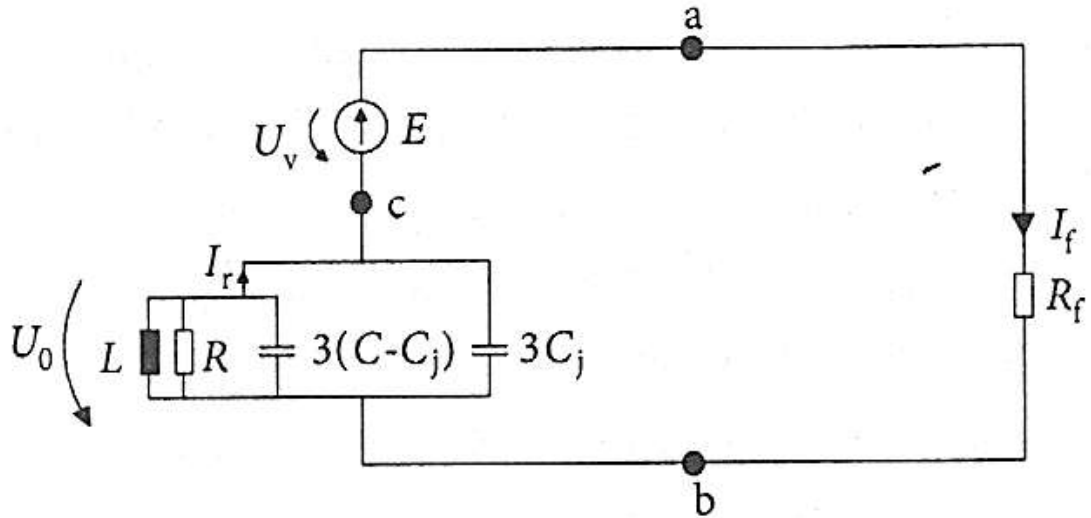 a
U_v E
c
I_f
I_r
R_f
U_0 L R 3(C-C_j) 3C_j
b